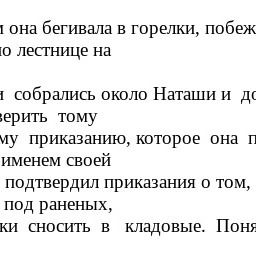 она бегивала в горелки, побеж
по лестнице на
собрались около Наташи и до
верить тому
му приказанию, которое она п
именем своей
подтвердил приказания о том,
под раненых,
ки сносить в кладовые. Поня